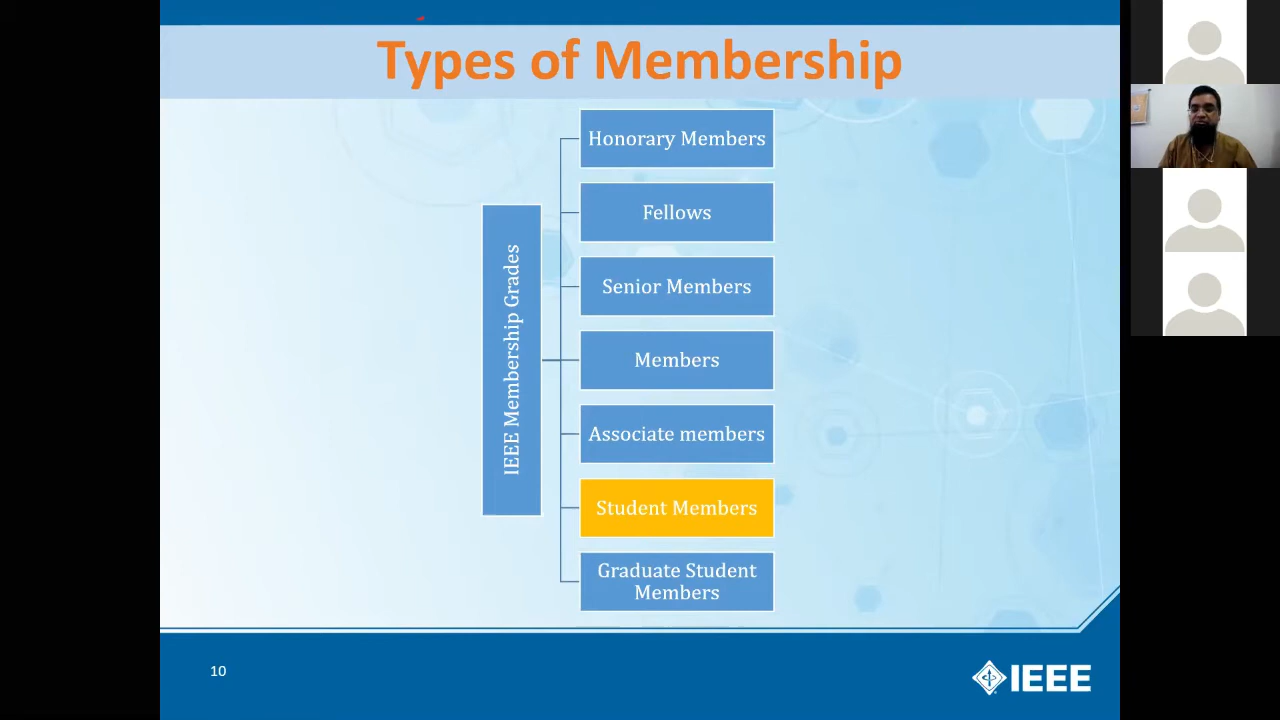 Types of Membership
IEEE Membership Grades
Honorary Members
Fellows
Senior Members
Members
Associate members
Student Members
Graduate Student
Members
10
IEEE